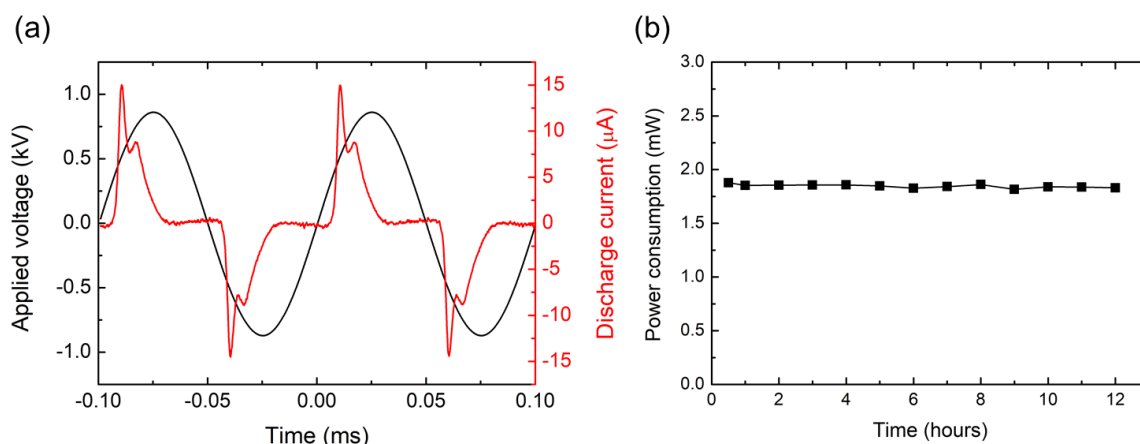 (a)
Applied voltage (kV)
1.0
0.5
0.0
-0.5
-1.0
15
10
5
0
-5
-10
-15
Discharge current (μA)
-0.10 -0.05 0.00 0.05 0.10
Time (ms)
(b)
Power consumption (mW)
3.0
2.5
2.0
1.5
1.0
0.5
0.0
0 2 4 6 8 10 12
Time (hours)